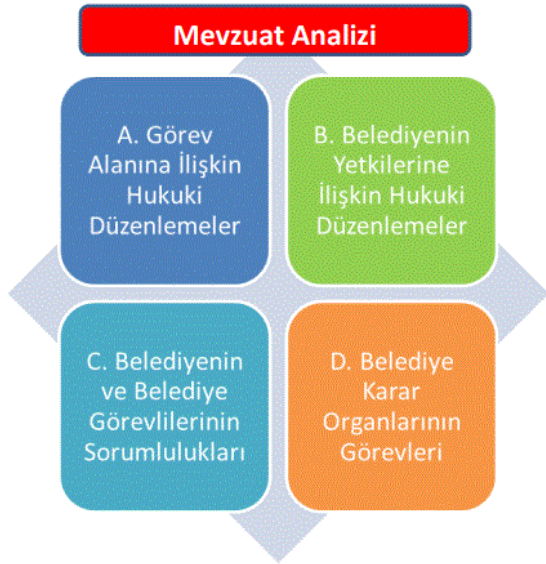 Mevzuat Analizi
A. Görev
Alanına İlişkin
Hukuki
Düzenlemeler
B. Belediyenin
Yetkilerine
İlişkin Hukuki
Düzenlemeler
C. Belediyenin
ve Belediye
Görevlilerinin
Sorumlulukları
D. Belediye
Karar
Organlarının
Görevleri